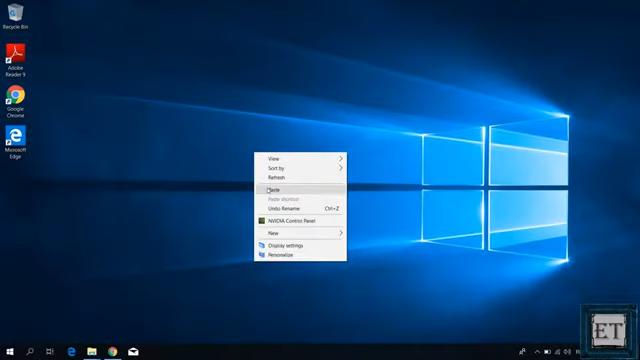 Recycle Bin
Adobe
Reader 9
Google
Chrome
Microsoft
Edge
View
Sort by
Refresh
Paste
Paste shortcut
Undo Rename Ctrl+Z
NVIDIA Control Panel
New
Display settings
Personalize
ET